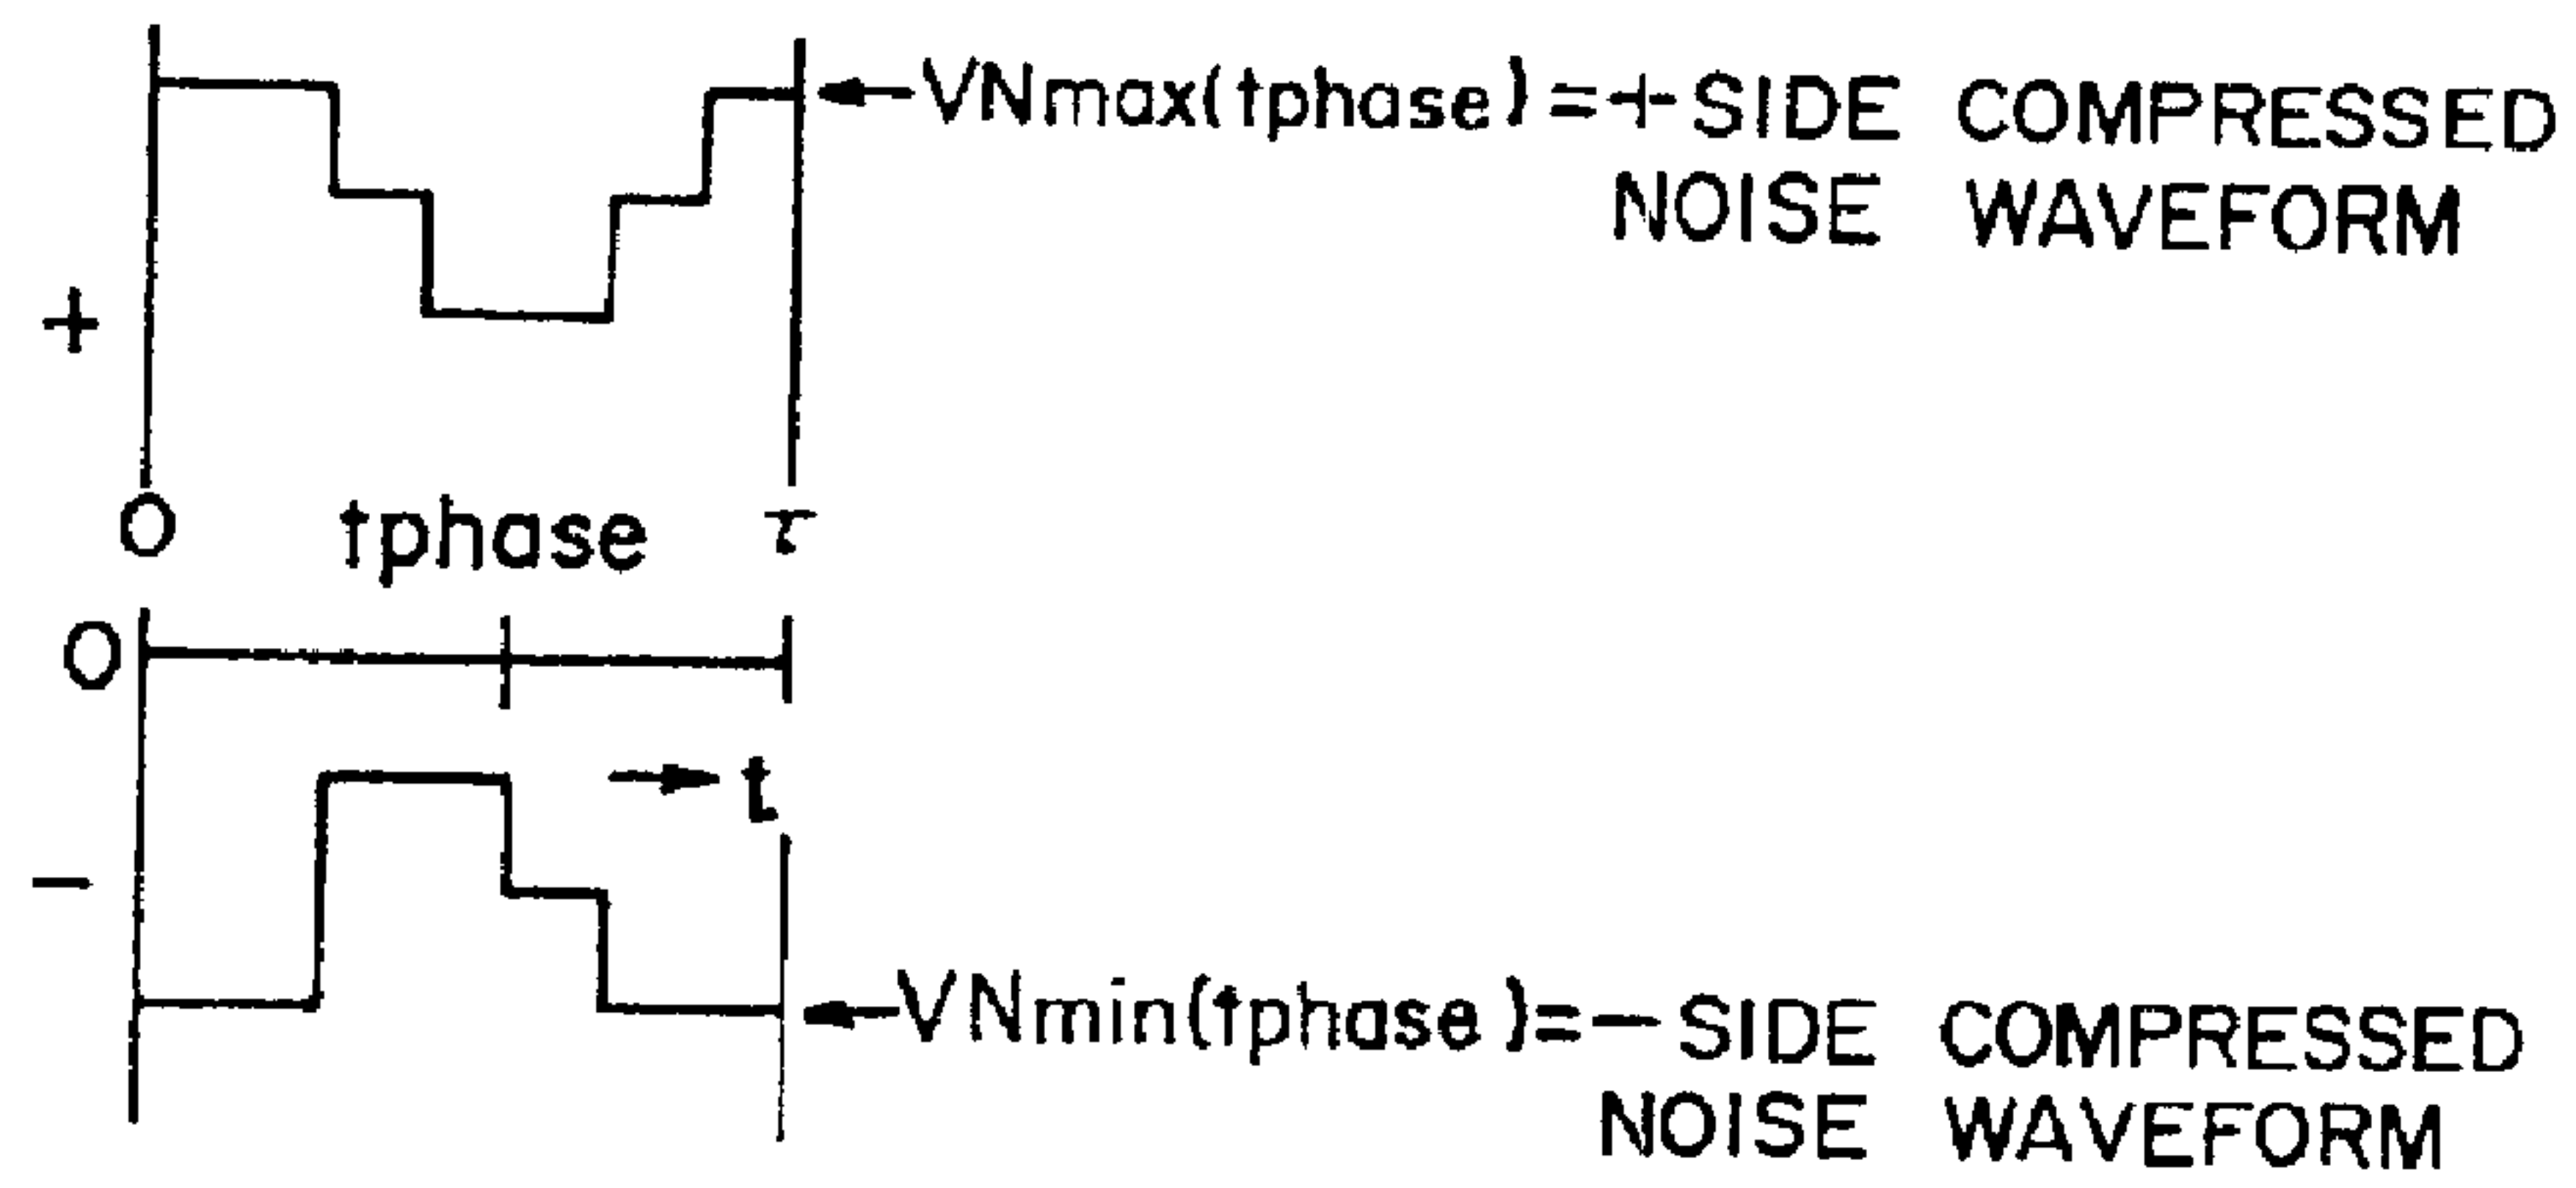 VNmax(tphase)=+SIDE COMPRESSED
NOISE WAVEFORM
+
0 tphase τ
0
→ t
−
VNmin(tphase)=−SIDE COMPRESSED
NOISE WAVEFORM